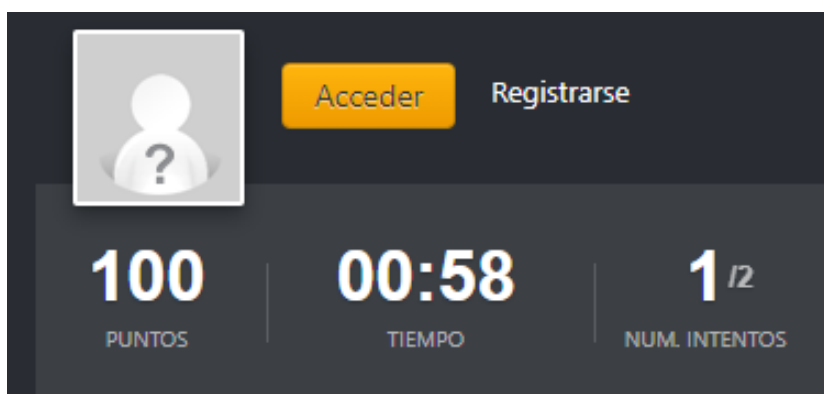 ?
Acceder Registrarse
100 00:58 1 /2
PUNTOS TIEMPO NUM. INTENTOS